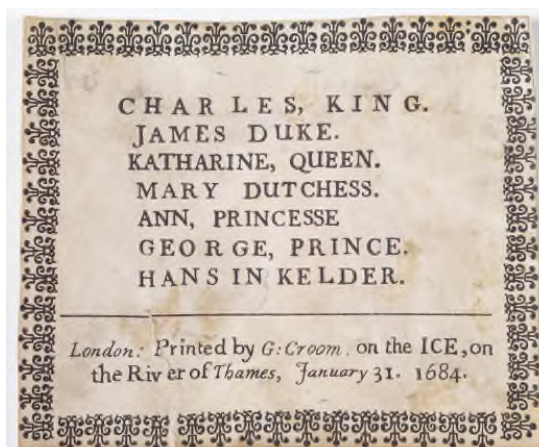 CHARLES, KING.
JAMES DUKE.
KATHARINE, QUEEN.
MARY DUTCHESS.
ANN, PRINCESSE
GEORGE, PRINCE.
HANS IN KELDER.
London: Printed by G: Croom, on the ICE, on
the River of Thames, January 31. 1684.